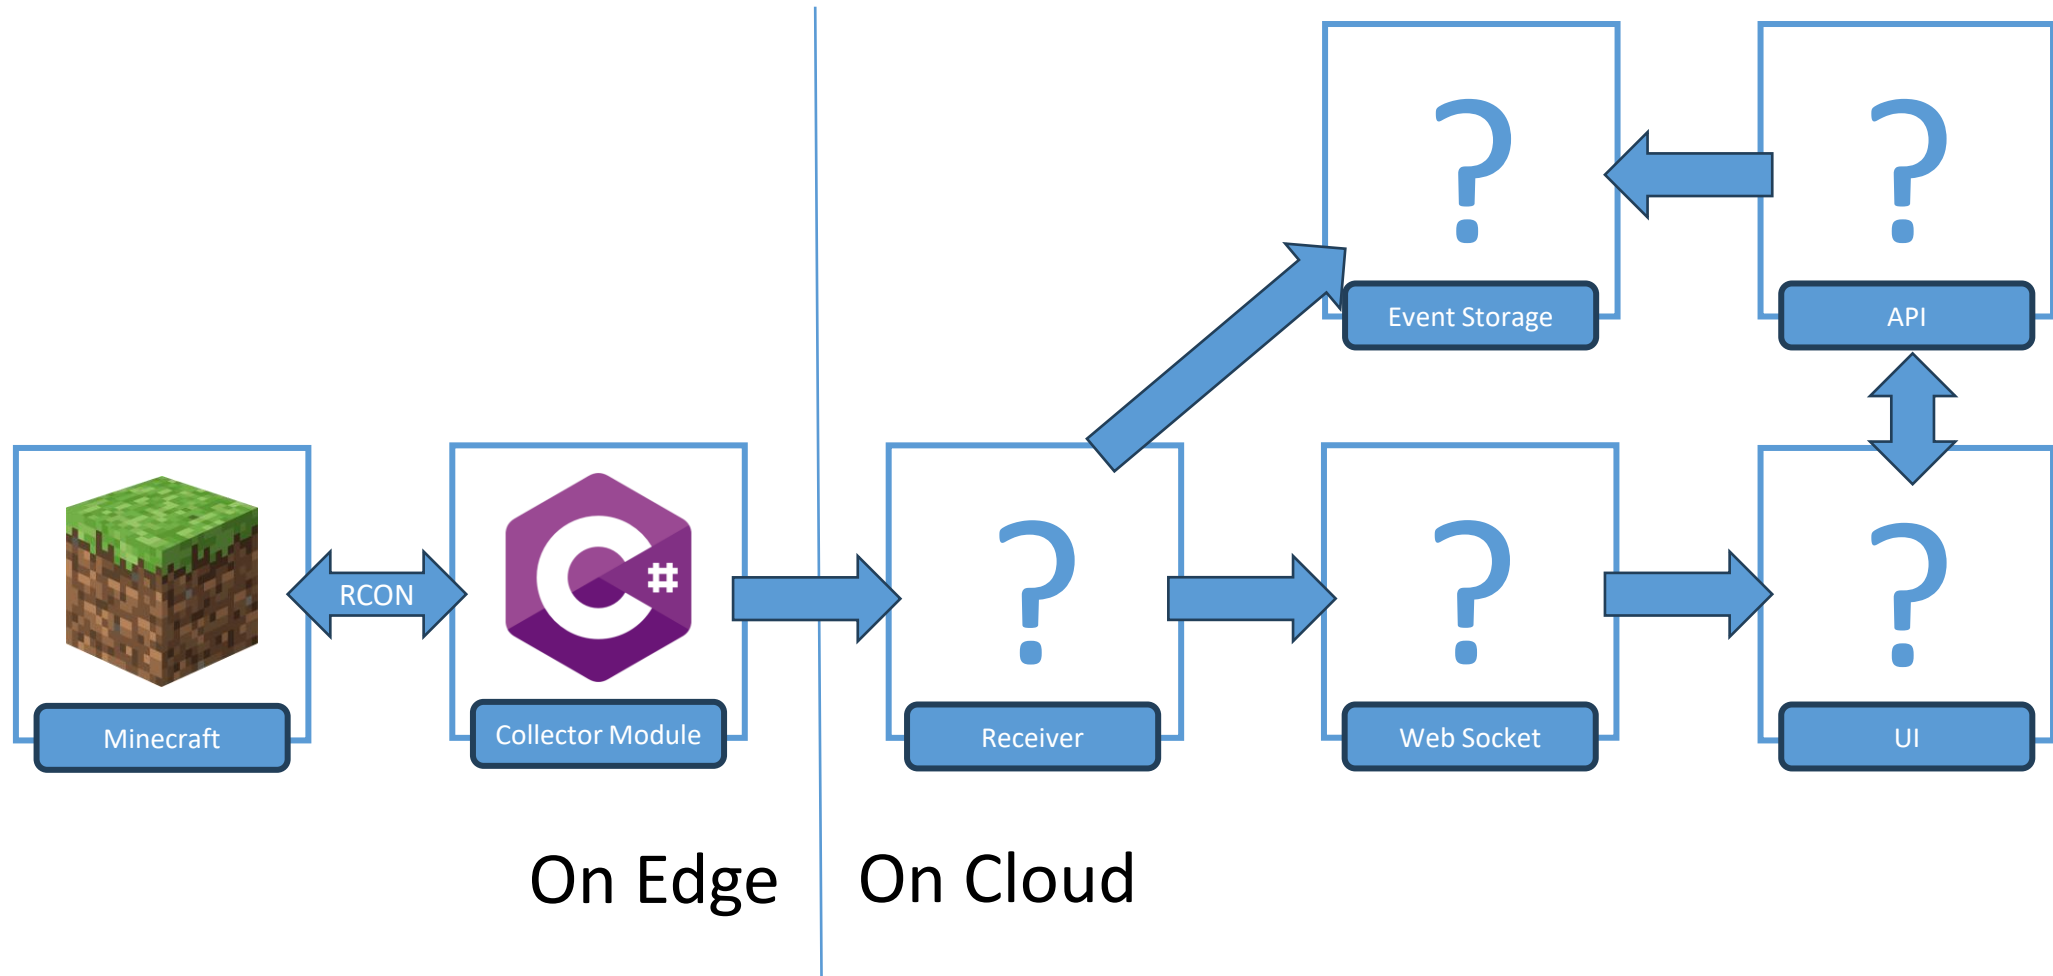 ?
?
Event Storage
API
RCON
C#
?
?
?
Minecraft
Collector Module
Receiver
Web Socket
UI
On Edge
On Cloud